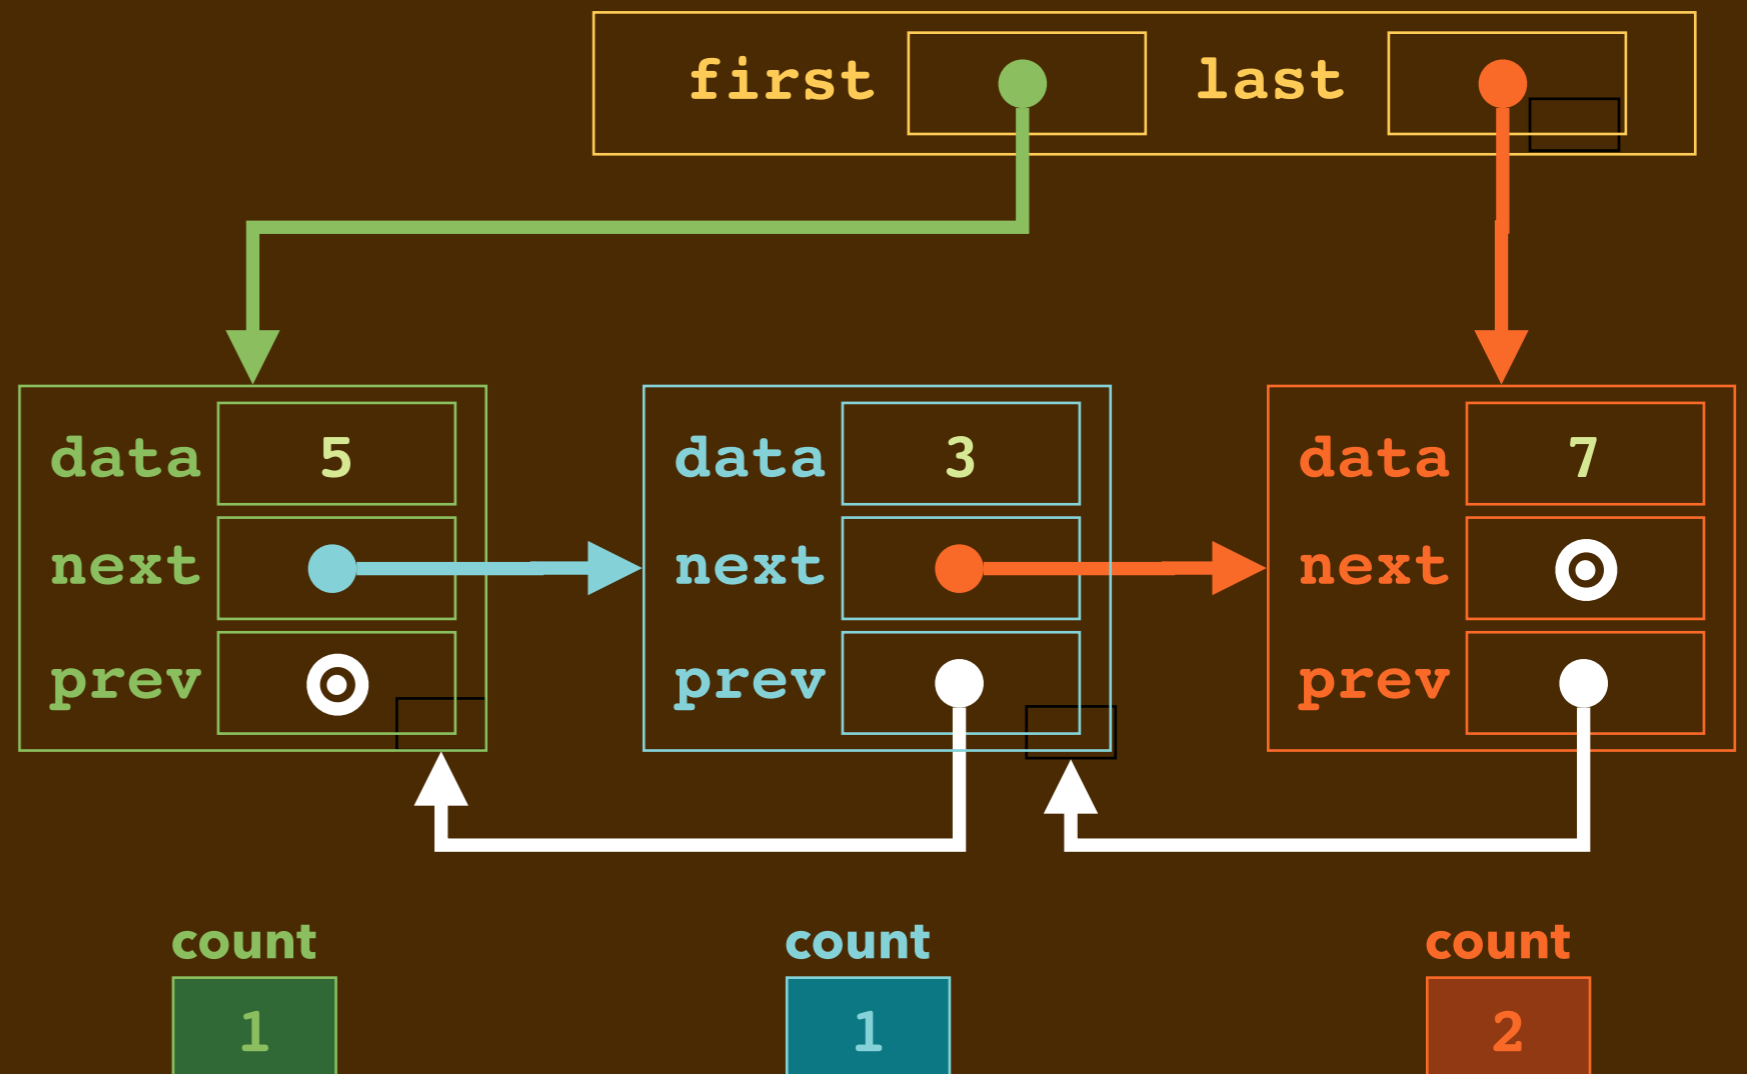 first last
data 5 data 3 data 7
next next next
prev prev prev
count count count
1 1 2